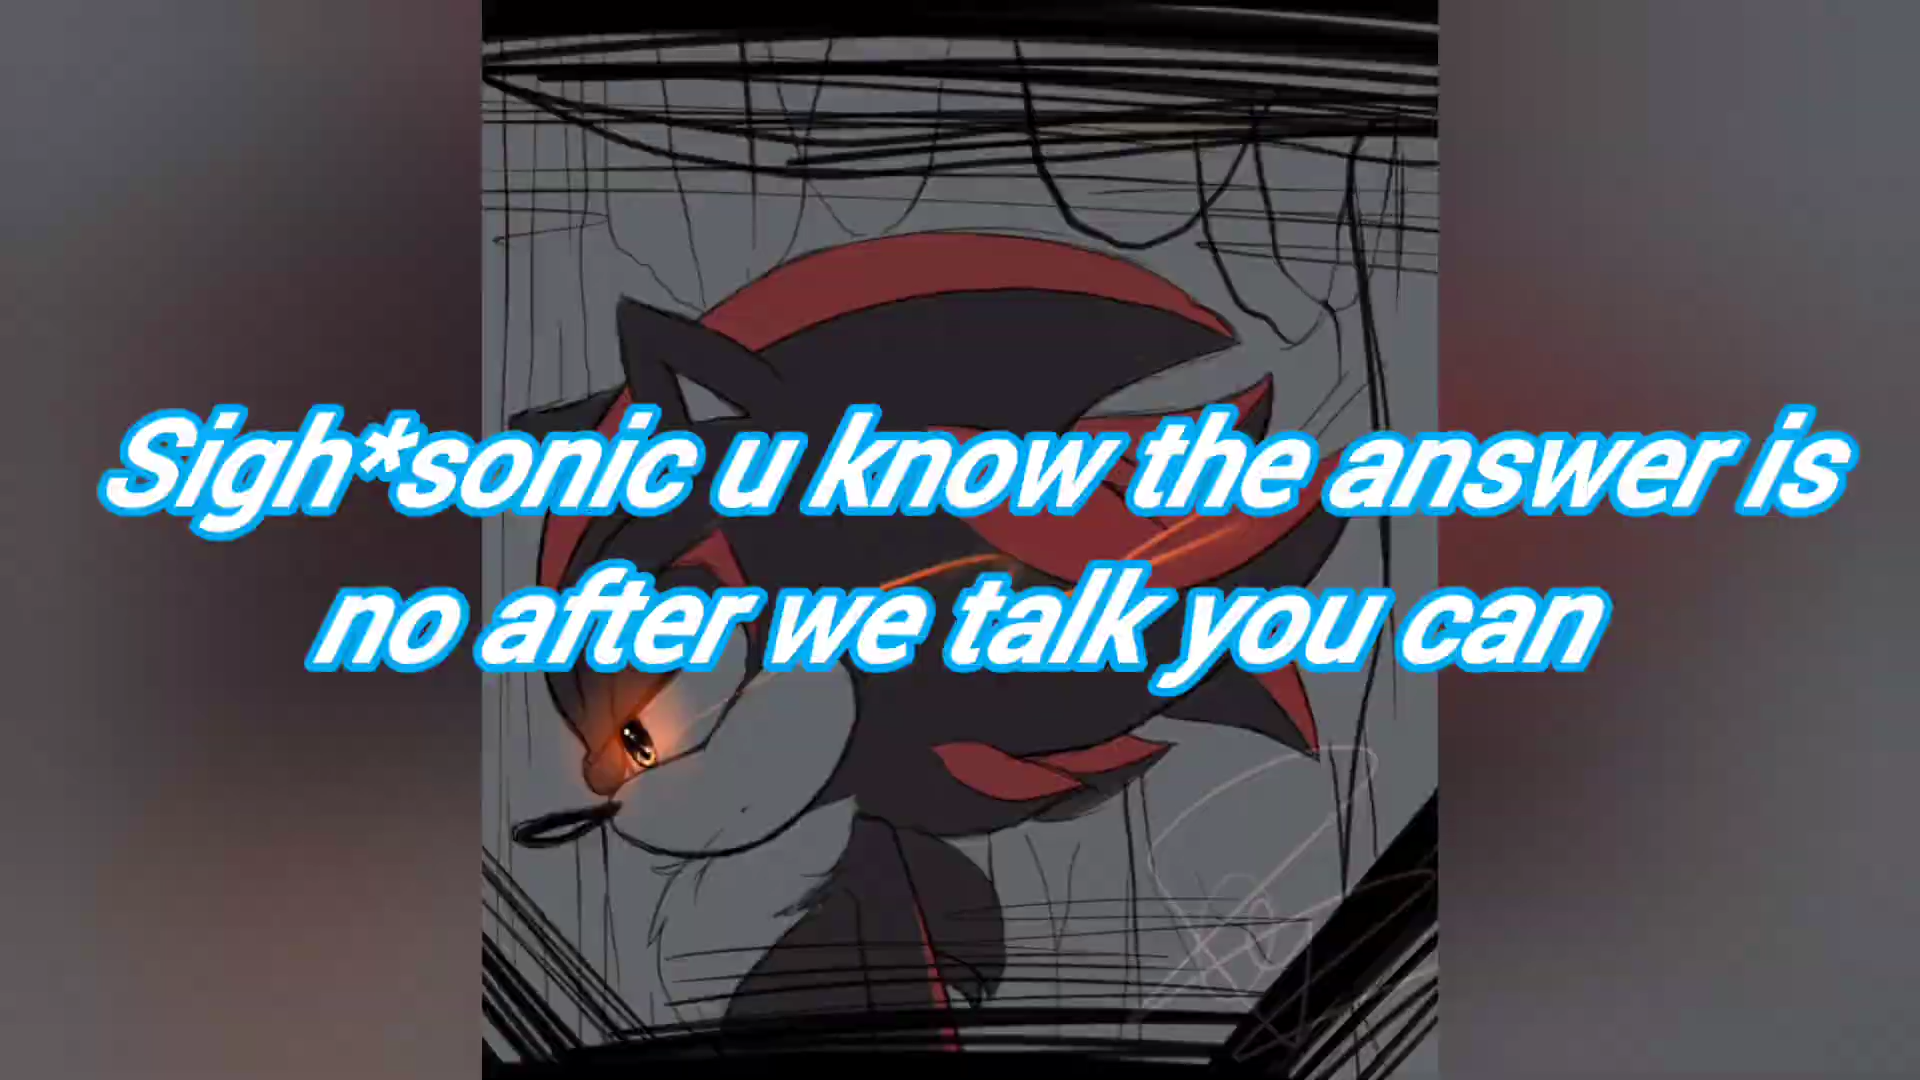 Sigh*sonic u know the answer is
no after we talk you can